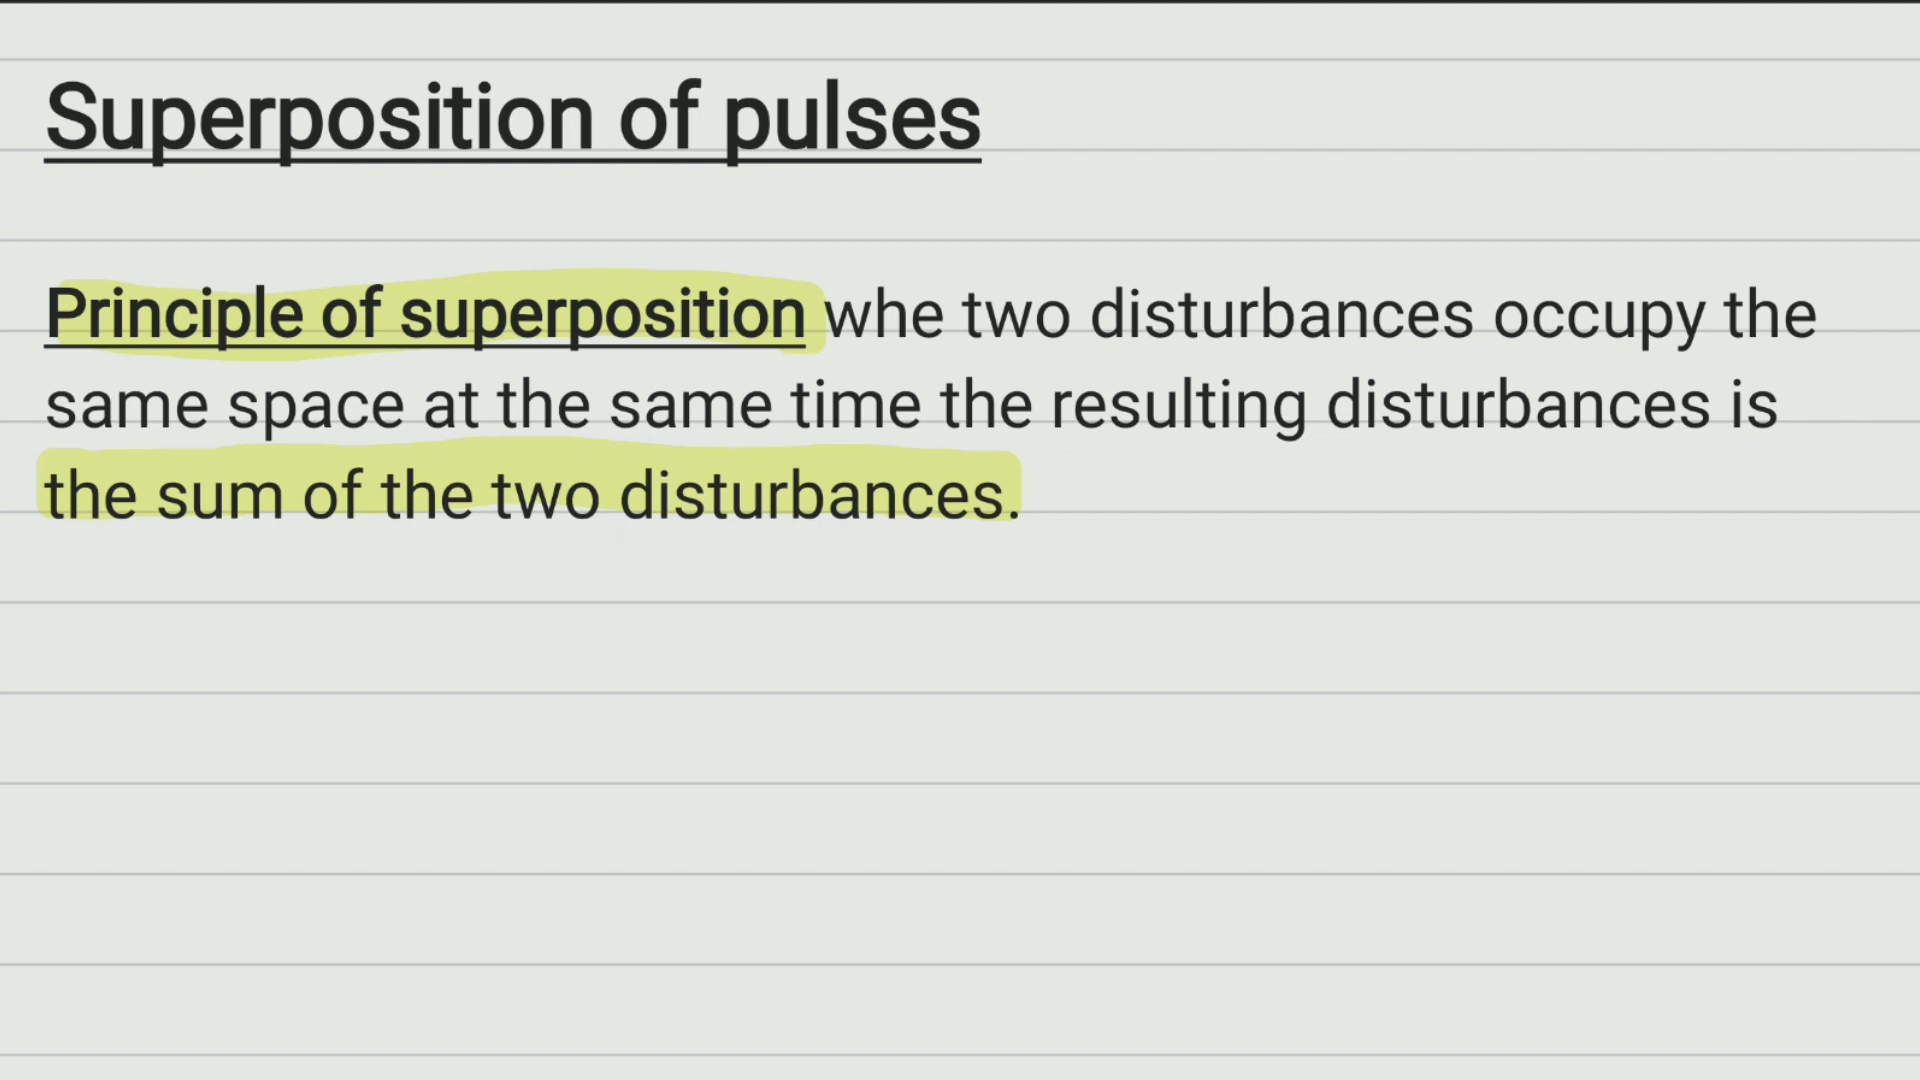 Superposition of pulses
Principle of superposition whe two disturbances occupy the
same space at the same time the resulting disturbances is
the sum of the two disturbances.